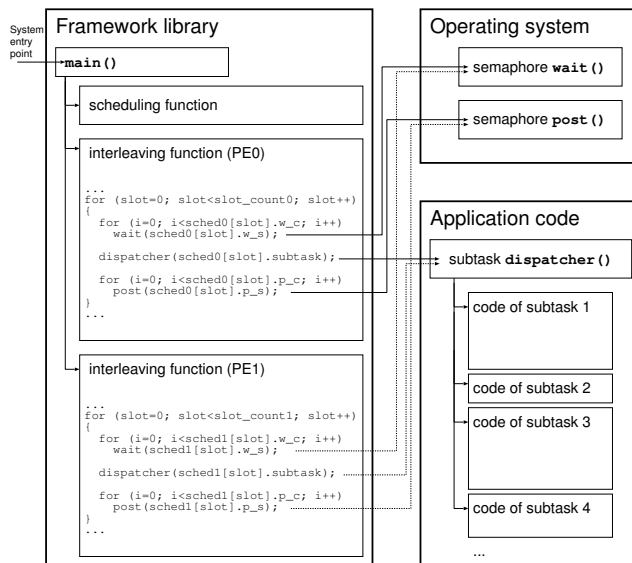 System
entry
point
Framework library
main()
scheduling function
interleaving function (PE0)
...
for (slot=0; slot<slot_count0; slot++)
{
for (i=0; i<sched0[slot].w_c; i++)
wait(sched0[slot].w_s);
dispatcher(sched0[slot].subtask);
for (i=0; i<sched0[slot].p_c; i++)
post(sched0[slot].p_s);
}
...
interleaving function (PE1)
...
for (slot=0; slot<slot_count1; slot++)
{
for (i=0; i<sched1[slot].w_c; i++)
wait(sched1[slot].w_s);
dispatcher(sched1[slot].subtask);
for (i=0; i<sched1[slot].p_c; i++)
post(sched1[slot].p_s);
}
...
Operating system
semaphore wait()
semaphore post()
Application code
subtask dispatcher()
code of subtask 1
code of subtask 2
code of subtask 3
code of subtask 4
...